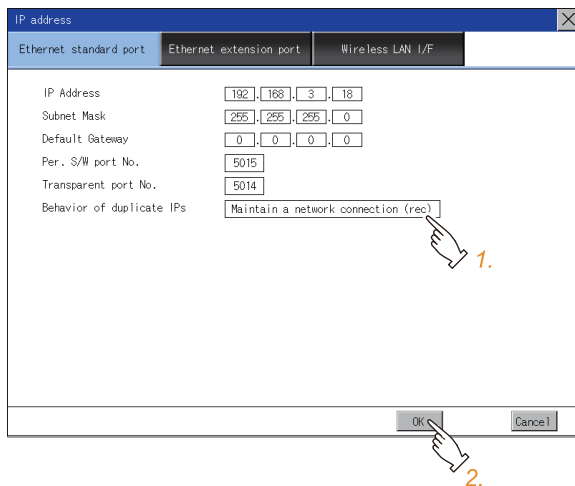 IP address
Ethernet standard port Ethernet extension port Wireless LAN I/F
IP Address 192 . 168 . 3 . 18
Subnet Mask 255 . 255 . 255 . 0
Default Gateway 0 . 0 . 0 . 0
Per. S/W port No. 5015
Transparent port No. 5014
Behavior of duplicate IPs Maintain a network connection (rec)
1.
OK Cancel
2.